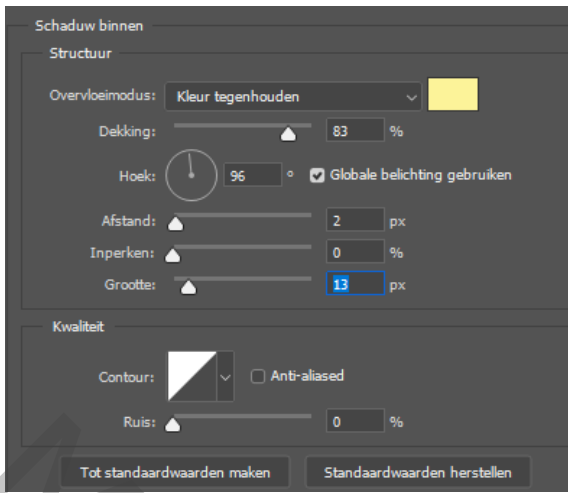 Schaduw binnen
Structuur
Overvloeimodus: Kleur tegenhouden
Dekking: 83 %
Hoek: 96 ° Globale belichting gebruiken
Afstand: 2 px
Inperken: 0 %
Grootte: 13 px
Kwaliteit
Contour: Anti-aliased
Ruis: 0 %
Tot standaardwaarden maken Standaardwaarden herstellen